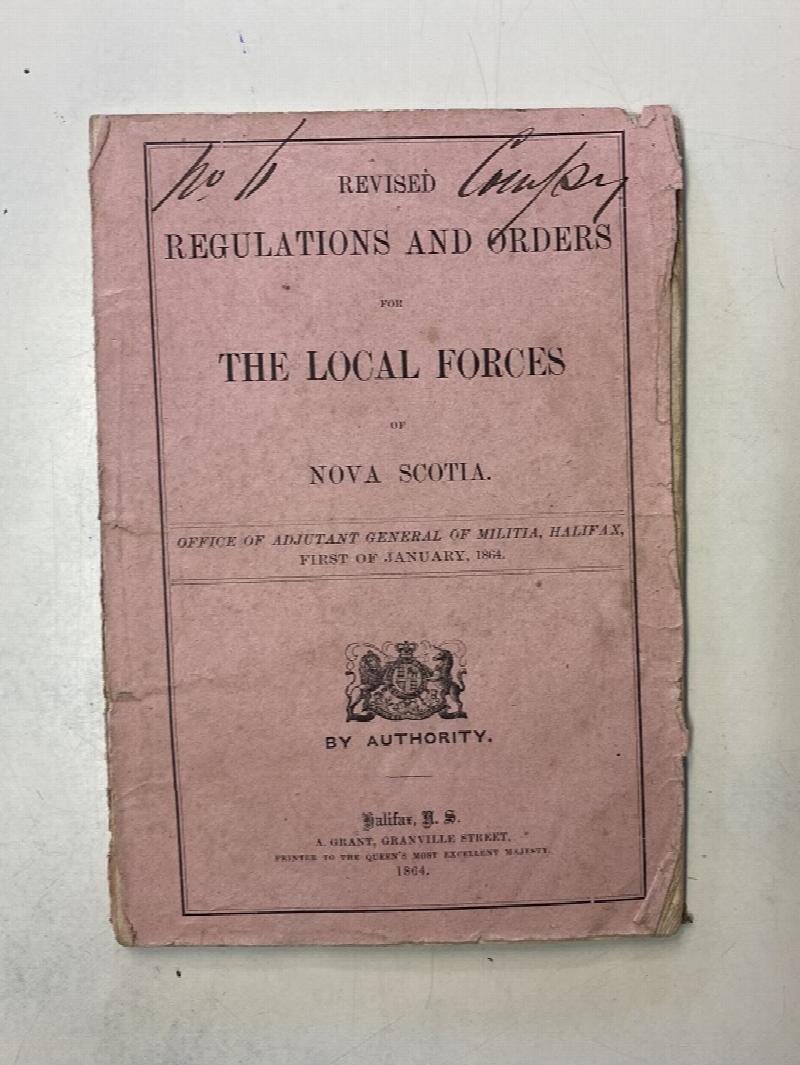 No. 11 REVISED Compy
REGULATIONS AND ORDERS
FOR
THE LOCAL FORCES
OF
NOVA SCOTIA.
OFFICE OF ADJUTANT GENERAL OF MILITIA, HALIFAX,
FIRST OF JANUARY, 1864.
BY AUTHORITY.
Halifax, N. S.
A. GRANT, GRANVILLE STREET,
PRINTER TO THE QUEEN'S MOST EXCELLENT MAJESTY.
1864.